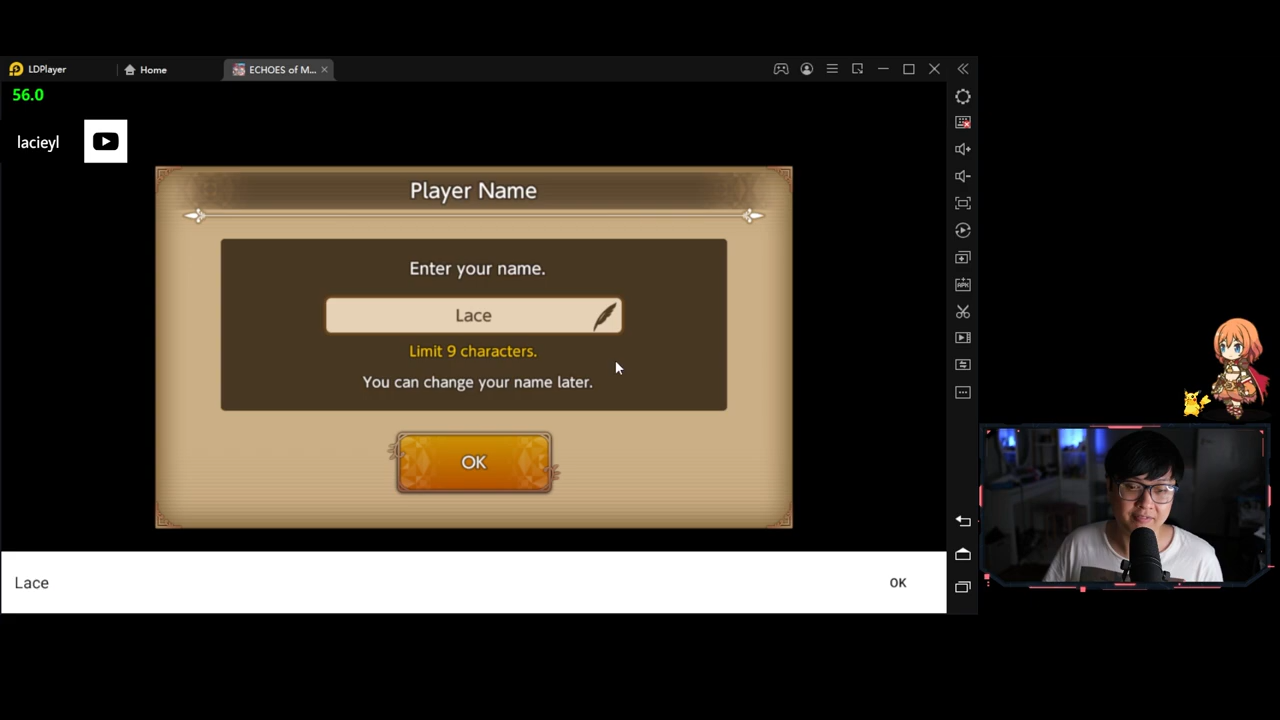 LDPlayer
Home
ECHOES of M...
56.0
lacieyl
Player Name
Enter your name.
Lace
Limit 9 characters.
You can change your name later.
OK
Lace
OK
APK